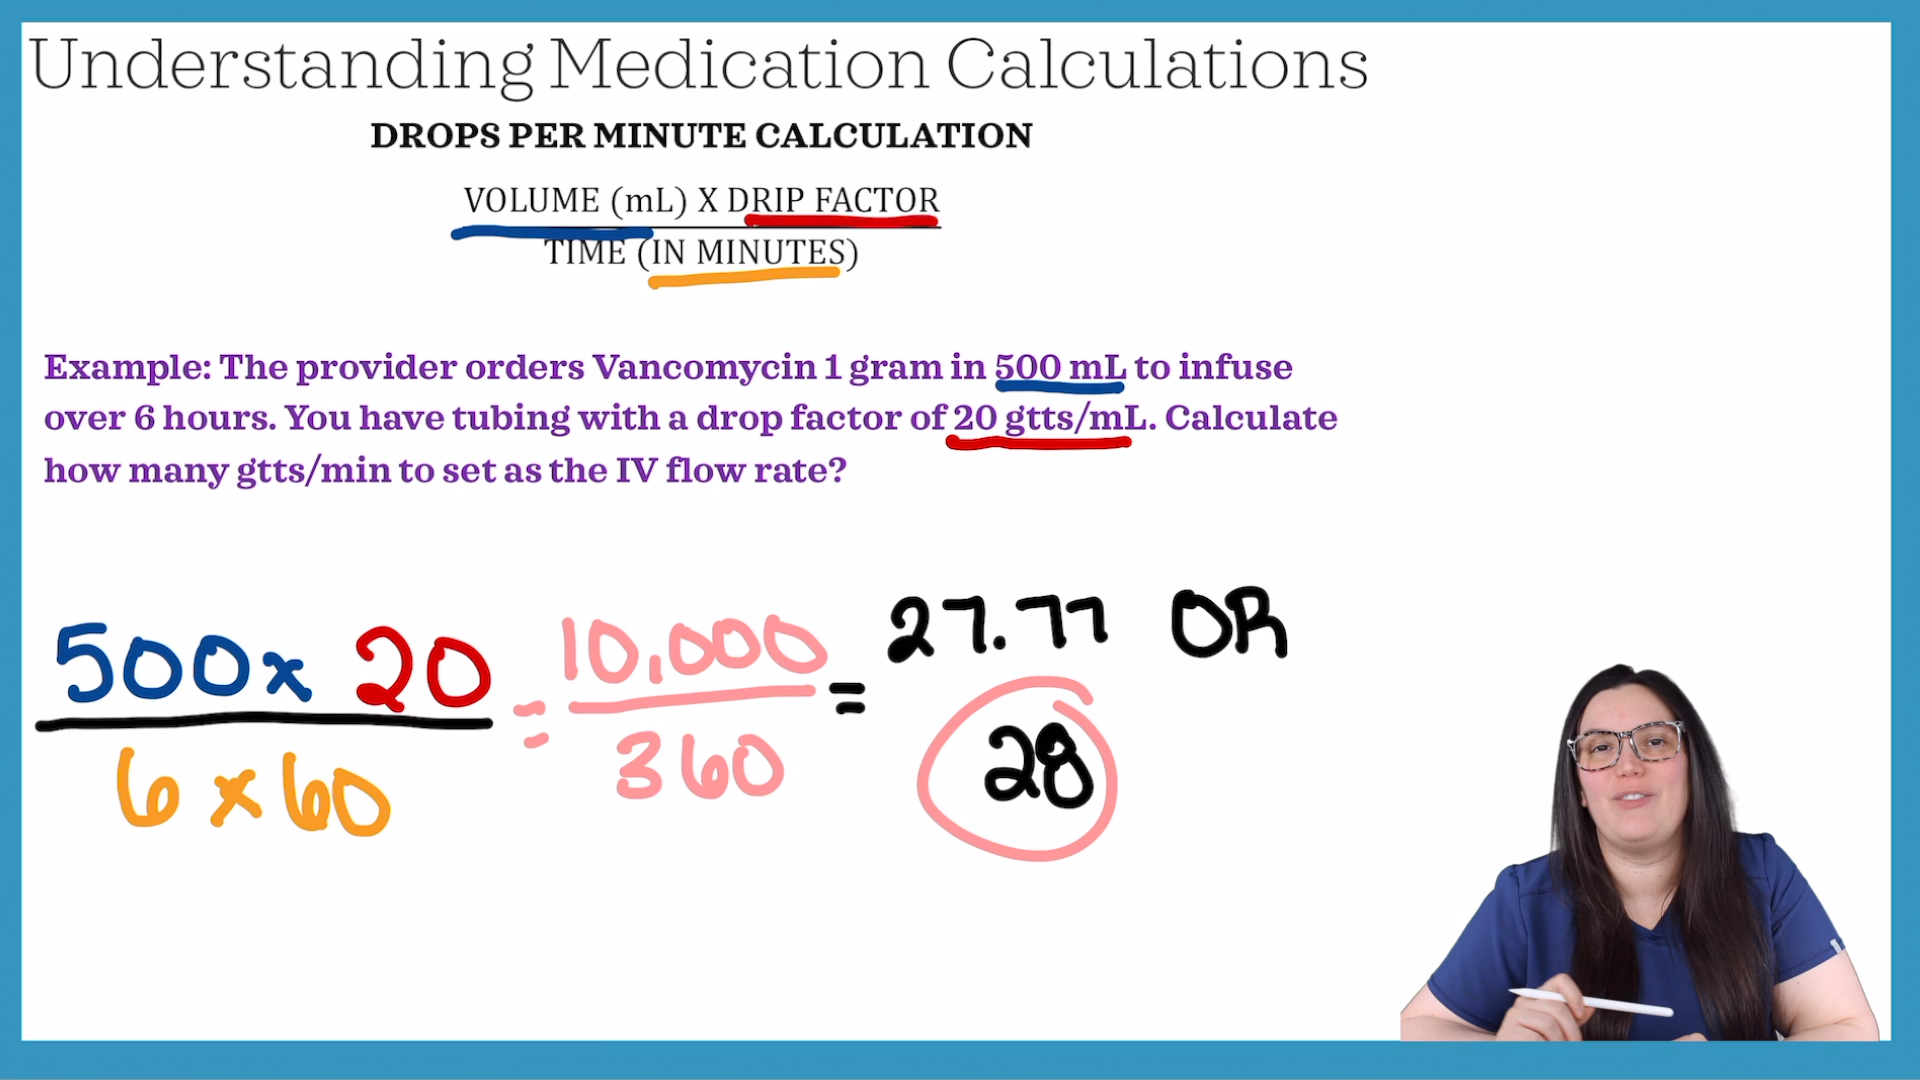 Understanding Medication Calculations
DROPS PER MINUTE CALCULATION
VOLUME (mL) X DRIP FACTOR
TIME (IN MINUTES)
Example: The provider orders Vancomycin 1 gram in 500 mL to infuse
over 6 hours. You have tubing with a drop factor of 20 gtts/mL. Calculate
how many gtts/min to set as the IV flow rate?
500 x 20 = 10,000 = 27.77 OR
6 x 60 360 28